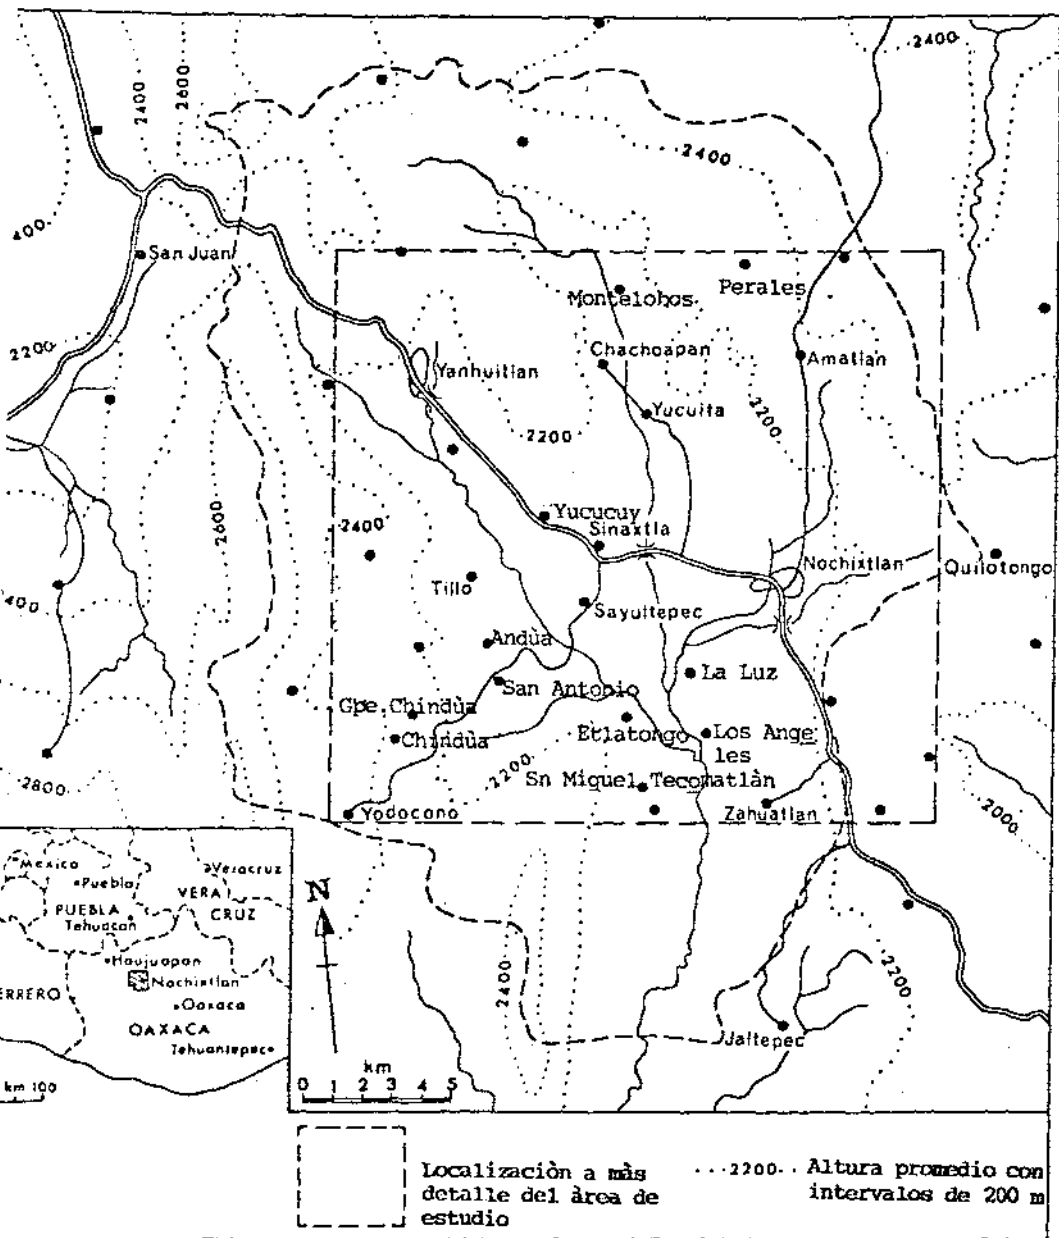 2400
2600
2400
2400
400
San Juan
2200
Montelobos
Perales
Chachoapan
Amatlan
Yanhuitlan
Yucuita
2200
2200
2600
2400
Yucucuy
Sinaxtla
Nochixtlan
Quilotongo
Tillo
400
Sayultepec
Andùa
La Luz
San Antonio
Gpe.Chindùa
Chindùa
Etlatongo
Los Ange
les
2200
Sn Miguel Tecomatlàn
2800
Yodocono
Zahuatlan
2000
Mexico
Puebla
Veracruz
VERA
CRUZ
PUEBLA
Tehuacan
Haujuapan
Nochixtlan
ERRERO
Oaxaca
OAXACA
Tehuantepec
km 100
N
2400
2200
Jaltepec
km
0 1 2 3 4 5
Localizaciòn a màs
detalle del àrea de
estudio
...2200.. Altura promedio con
intervalos de 200 m